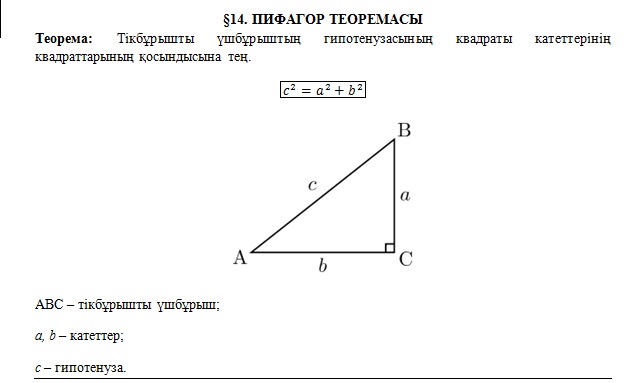 §14. ПИФАГОР ТЕОРЕМАСЫ
Теорема: Тікбұрышты үшбұрыштың гипотенузасының квадраты катеттерінің
квадраттарының қосындысына тең.
c² = a² + b²
B
c
a
A
C
b
ABC – тікбұрышты үшбұрыш;
a, b – катеттер;
c – гипотенуза.